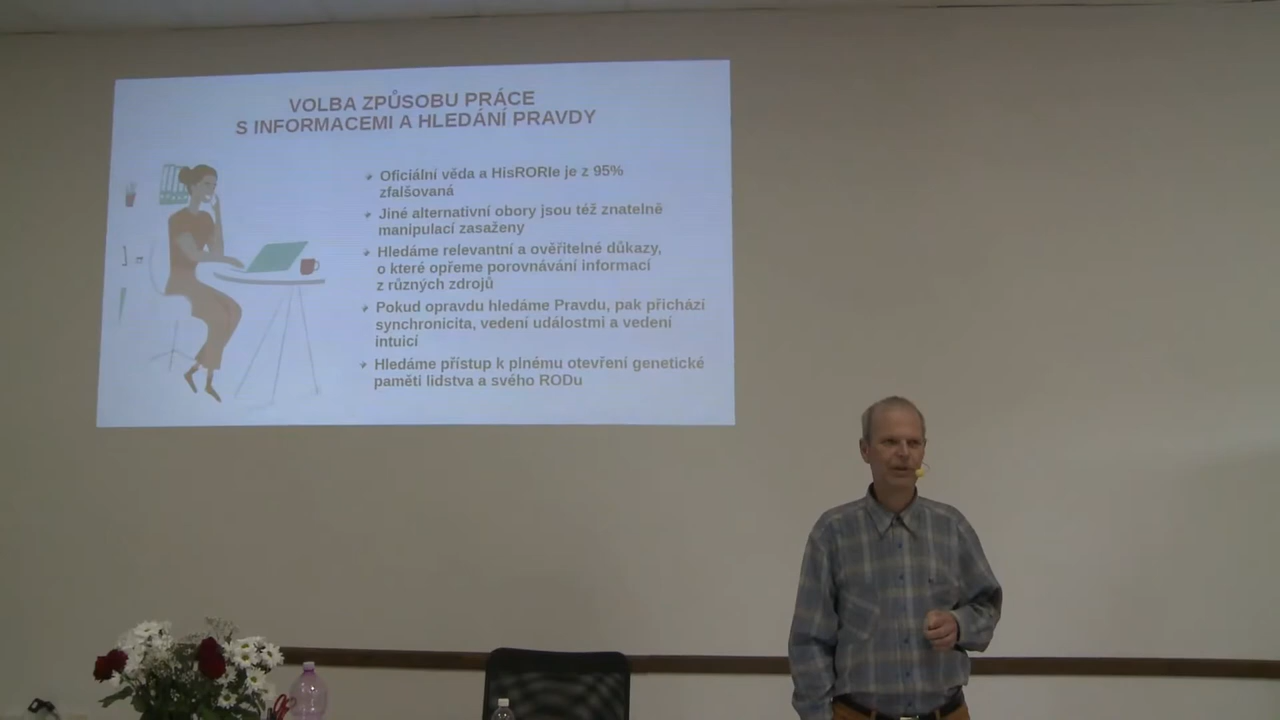 VOLBA ZPŮSOBU PRÁCE
S INFORMACEMI A HLEDÁNÍ PRAVDY
Oficiální věda a HisRORIe je z 95%
zfalšovaná
Jiné alternativní obory jsou též znatelně
manipulací zasaženy
Hledáme relevantní a ověřitelné důkazy,
o které opřeme porovnávání informací
z různých zdrojů
Pokud opravdu hledáme Pravdu, pak přichází
synchronicita, vedení událostmi a vedení
intuicí
Hledáme přístup k plnému otevření genetické
paměti lidstva a svého RODu